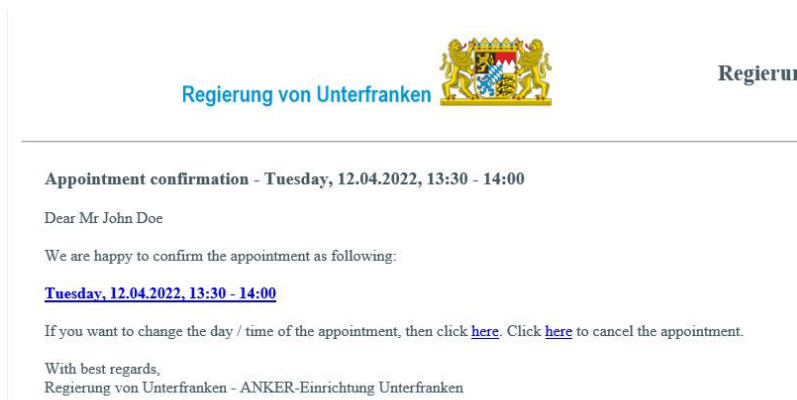 Regierung von Unterfranken
Appointment confirmation - Tuesday, 12.04.2022, 13:30 - 14:00
Dear Mr John Doe
We are happy to confirm the appointment as following:
Tuesday, 12.04.2022, 13:30 - 14:00
If you want to change the day / time of the appointment, then click here. Click here to cancel the appointment.
With best regards,
Regierung von Unterfranken - ANKER-Einrichtung Unterfranken